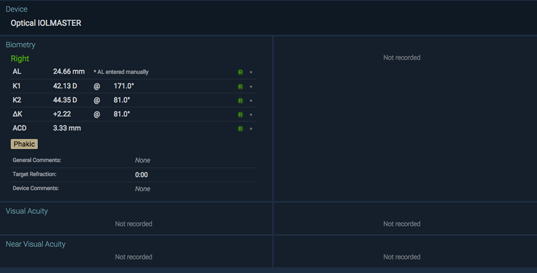 Device
Optical IOLMASTER
Biometry
Right
AL 24.66 mm * AL entered manually
K1 42.13 D @ 171.0°
K2 44.35 D @ 81.0°
ΔK +2.22 @ 81.0°
ACD 3.33 mm
Phakic
General Comments: None
Target Refraction: 0:00
Device Comments: None
Not recorded
Visual Acuity
Not recorded
Not recorded
Near Visual Acuity
Not recorded
Not recorded